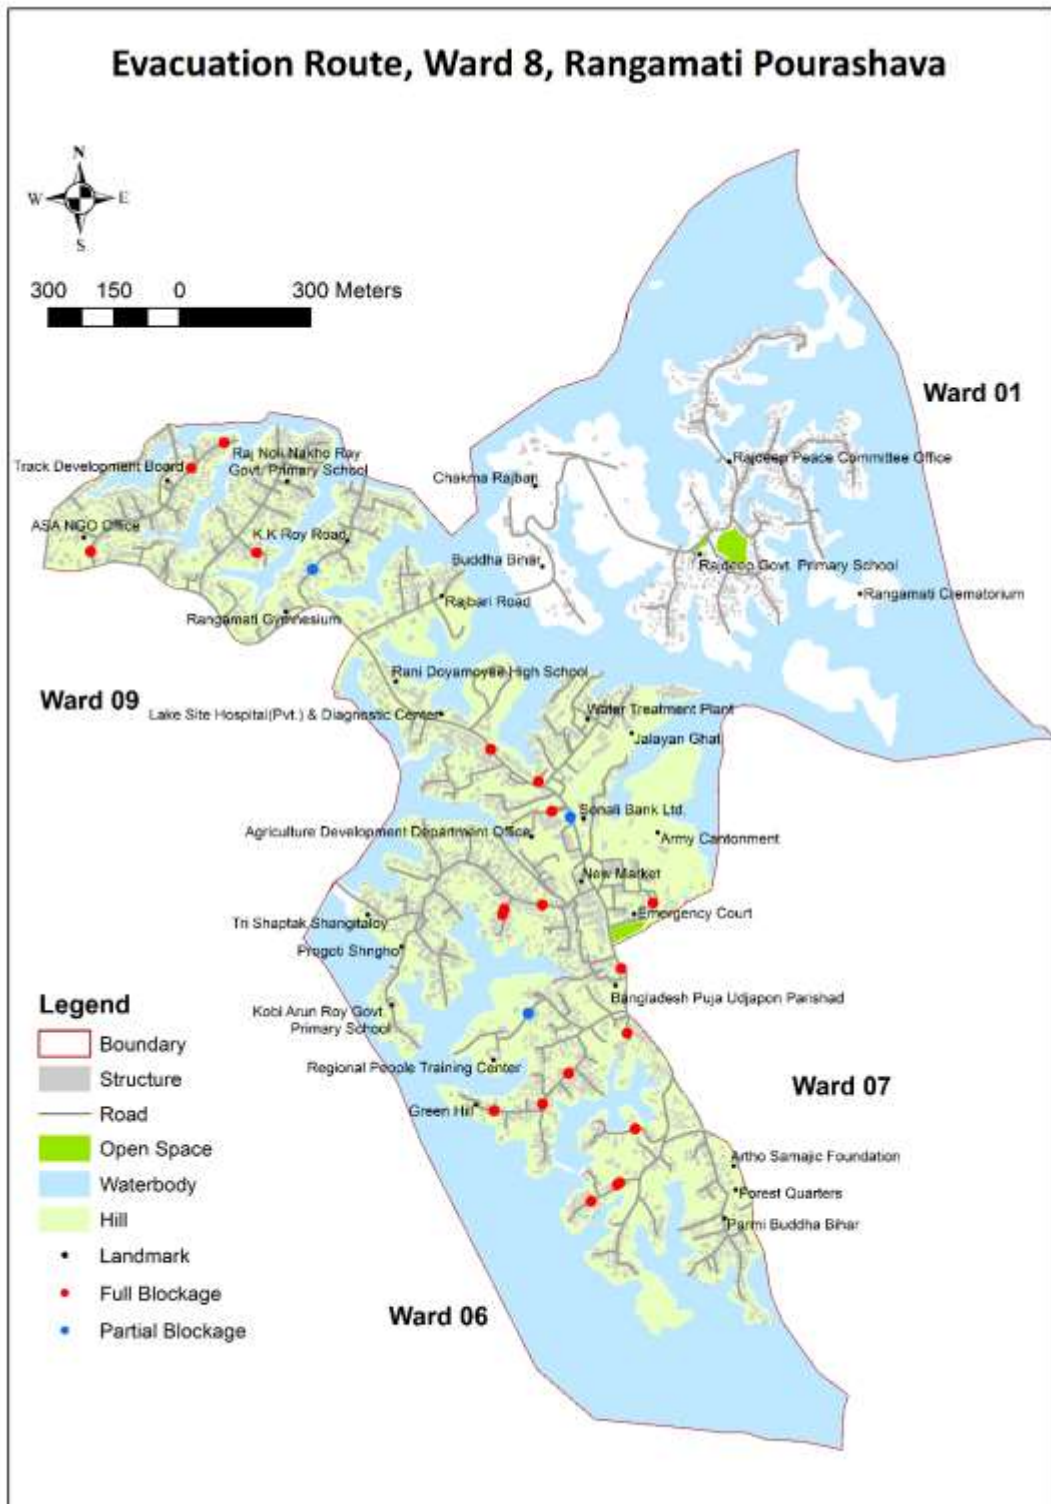 Evacuation Route, Ward 8, Rangamati Pourashava
N
W E
S
300 150 0 300 Meters
Ward 01
Raj Noli Nakho Ray
Govt. Primary School
Track Development Board
Rajdeep Peace Committee Office
Chakma Rajbari
ASA NGO Office
K.K Roy Road
Buddha Bihar
Rajdeep Govt. Primary School
Rangamati Crematorium
Rajbari Road
Rangamati Gymnesium
Rani Doyamoyee High School
Ward 09
Lake Site Hospital(Pvt.) & Diagnostic Center
Water Treatment Plant
Jalayan Ghat
Sonali Bank Ltd.
Agriculture Development Department Office
Army Cantonment
New Market
Emergency Court
Tri Shaptak Shangitaloy
Progoti Shngho
Bangladesh Puja Udjapon Parishad
Kobi Arun Roy Govt
Primary School
Regional People Training Center
Ward 07
Green Hill
Artho Samajic Foundation
Forest Quarters
Parmi Buddha Bihar
Ward 06
Legend
Boundary
Structure
Road
Open Space
Waterbody
Hill
Landmark
Full Blockage
Partial Blockage